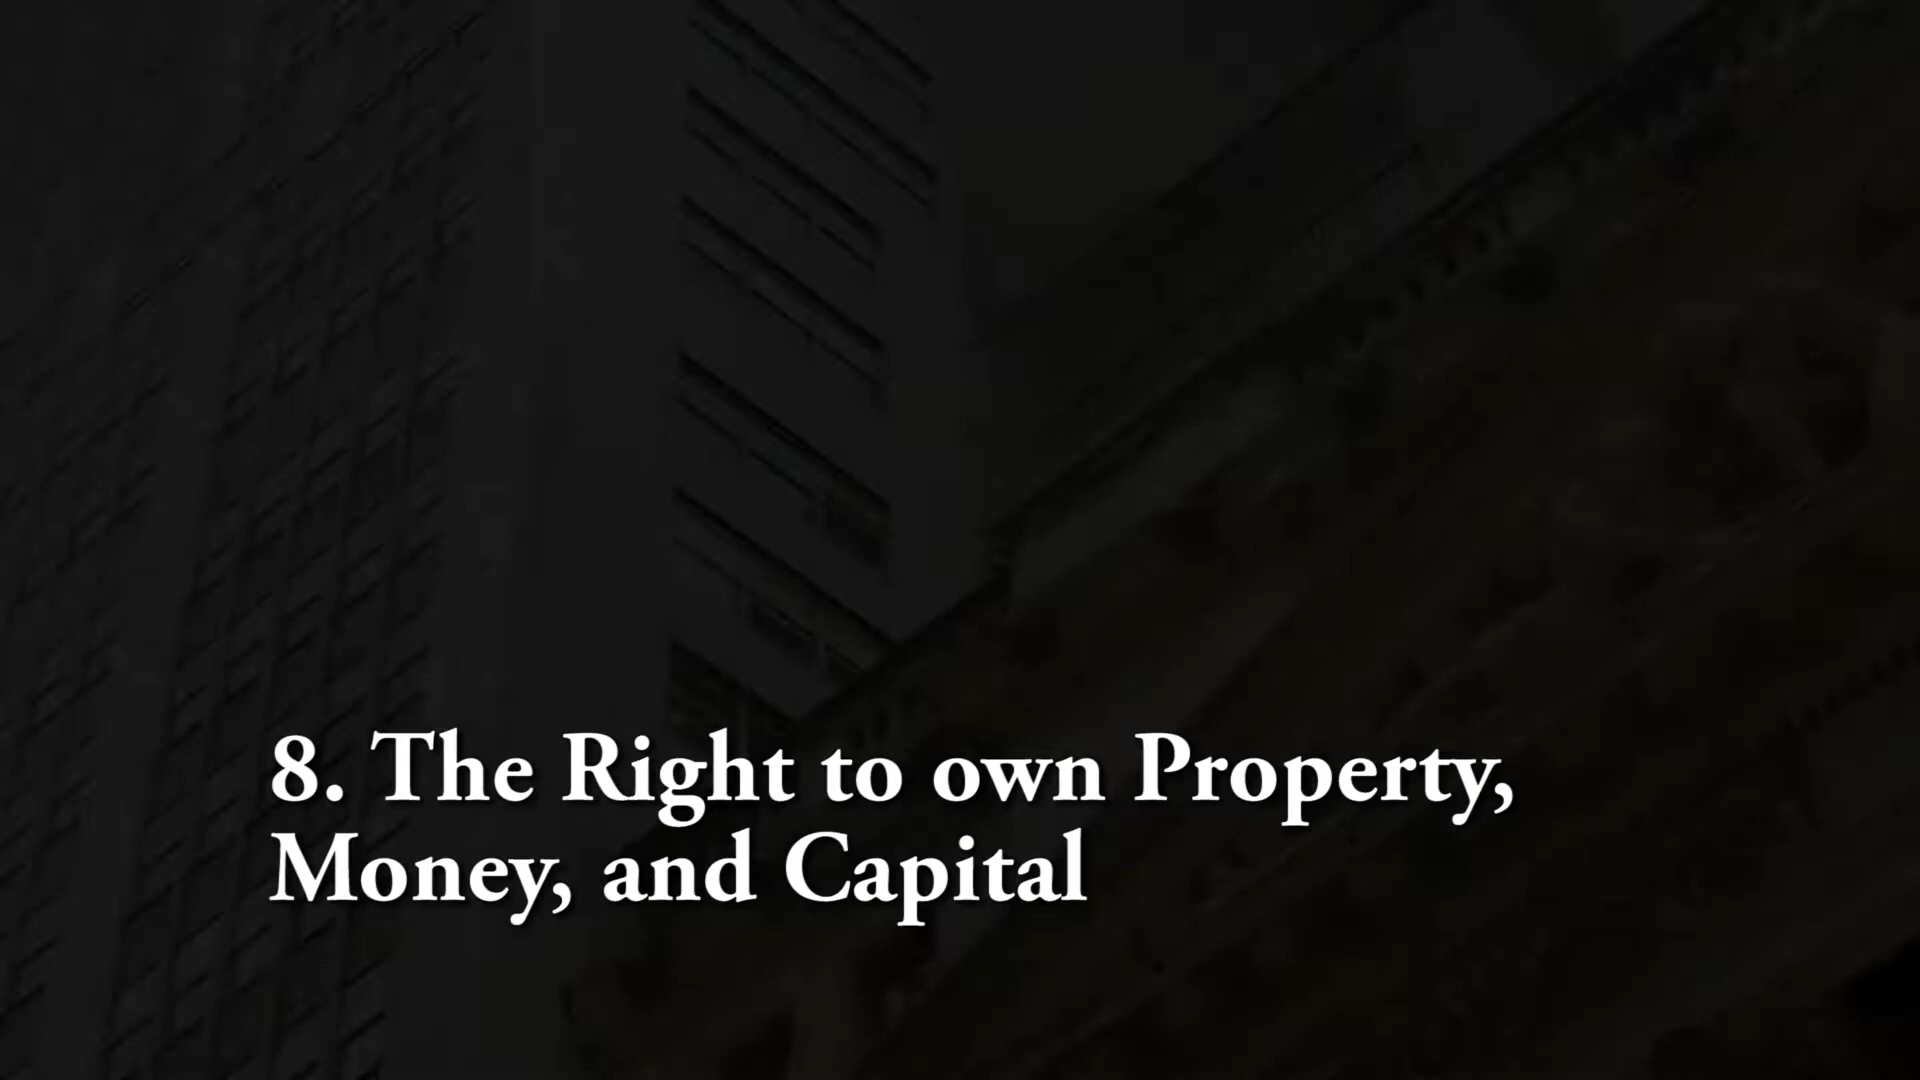 8. The Right to own Property,
Money, and Capital